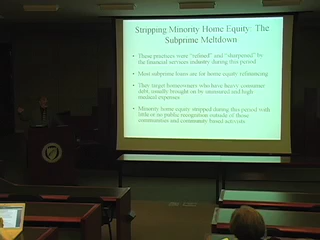 Stripping Minority Home Equity The
Subprime Meltdown
• These practices were "refined" and "sharpened" by
the financial services industry during this period
• Most subprime loans are for home equity refinancing
• They target homeowners who have heavy consumer
debt, usually brought on by uninsured and high
medical expenses
• Minority home equity stripped during this period with
little or no public recognition outside of those
communities and community based activists